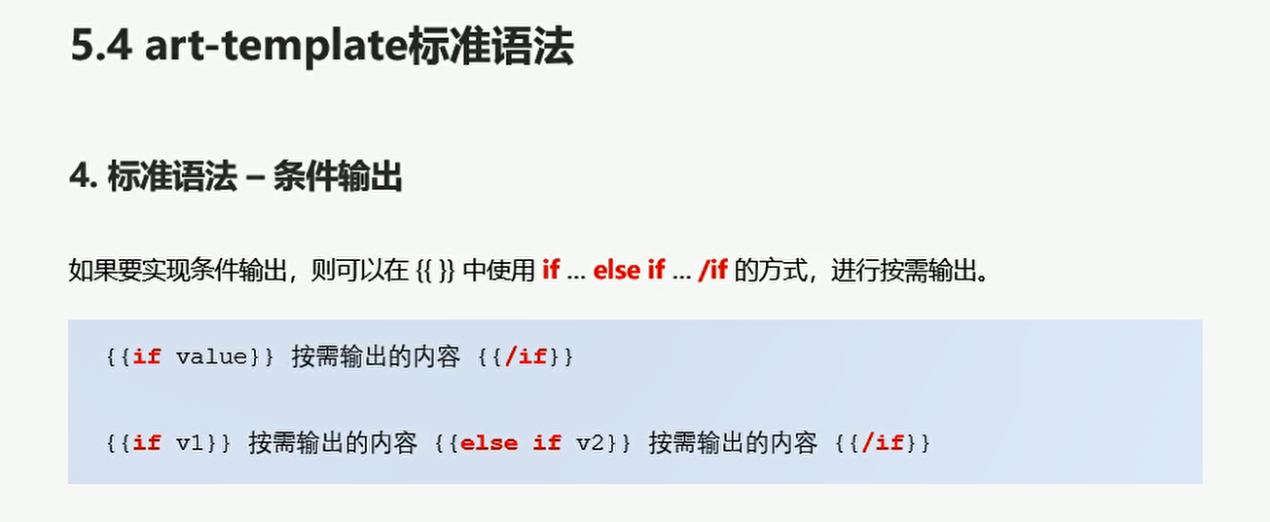 5.4 art-template标准语法
4. 标准语法 – 条件输出
如果要实现条件输出，则可以在 {{ }} 中使用 if ... else if ... /if 的方式，进行按需输出。
{{if value}} 按需输出的内容 {{/if}}
{{if v1}} 按需输出的内容 {{else if v2}} 按需输出的内容 {{/if}}